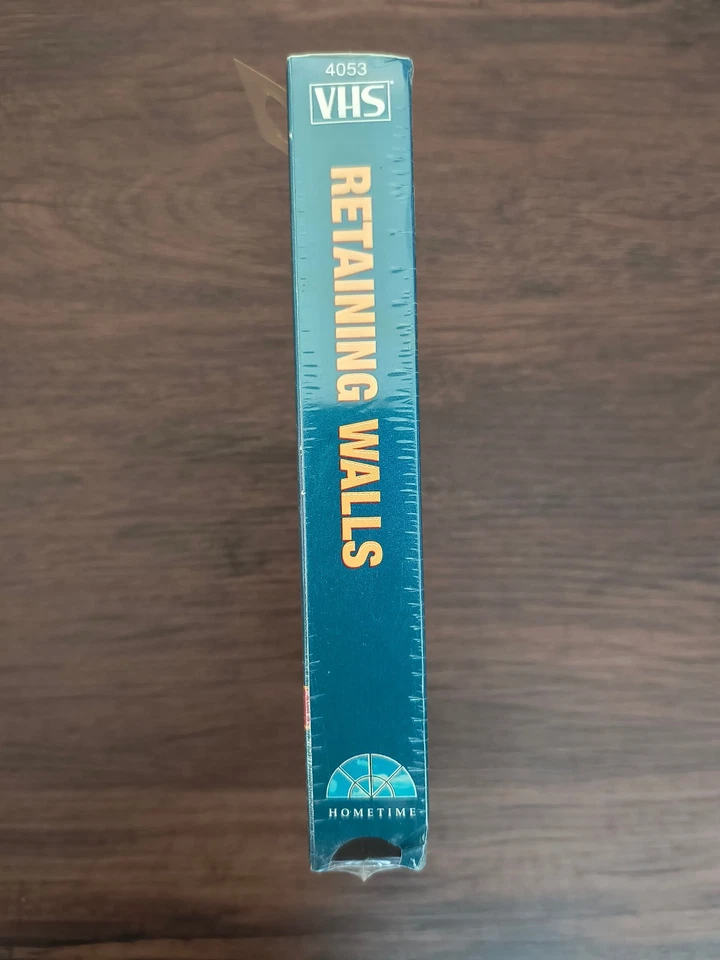 4053
VHS
RETAINING WALLS
HOMETIME